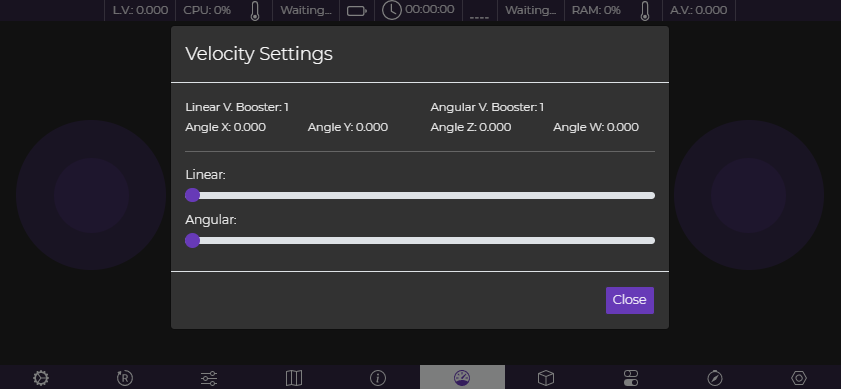 L.V.: 0.000 CPU: 0% Waiting... 00:00:00 Waiting... RAM: 0% A.V.: 0.000
Velocity Settings
Linear V. Booster: 1 Angular V. Booster: 1
Angle X: 0.000 Angle Y: 0.000 Angle Z: 0.000 Angle W: 0.000
Linear:
Angular:
Close
R